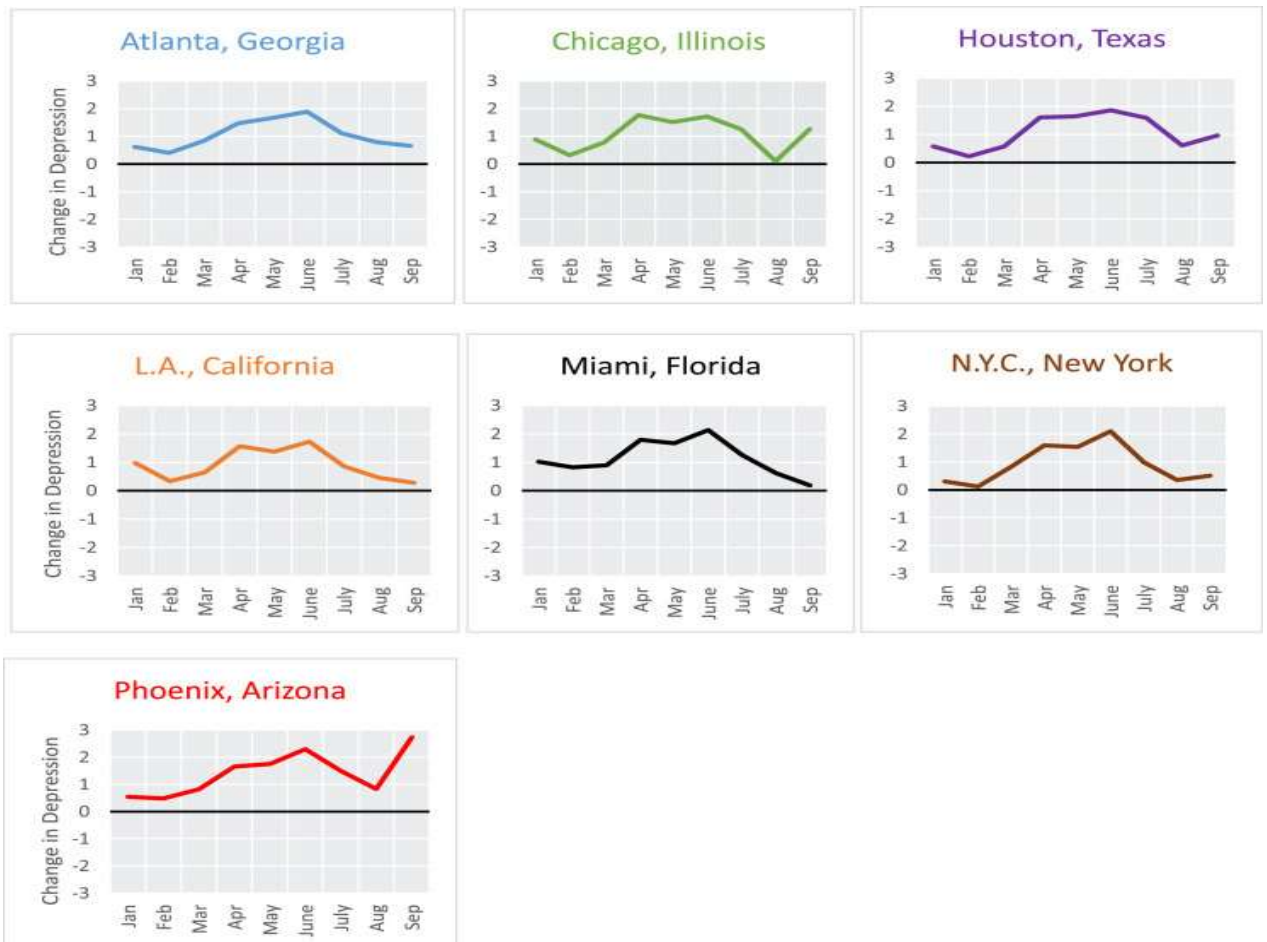 Atlanta, Georgia
Change in Depression
3
2
1
0
-1
-2
-3
Jan Feb Mar Apr May June July Aug Sep
Chicago, Illinois
3
2
1
0
-1
-2
-3
Jan Feb Mar Apr May June July Aug Sep
Houston, Texas
3
2
1
0
-1
-2
-3
Jan Feb Mar Apr May June July Aug Sep
L.A., California
Change in Depression
3
2
1
0
-1
-2
-3
Jan Feb Mar Apr May June July Aug Sep
Miami, Florida
3
2
1
0
-1
-2
-3
Jan Feb Mar Apr May June July Aug Sep
N.Y.C., New York
3
2
1
0
-1
-2
-3
Jan Feb Mar Apr May June July Aug Sep
Phoenix, Arizona
Change in Depression
3
2
1
0
-1
-2
-3
Jan Feb Mar Apr May June July Aug Sep